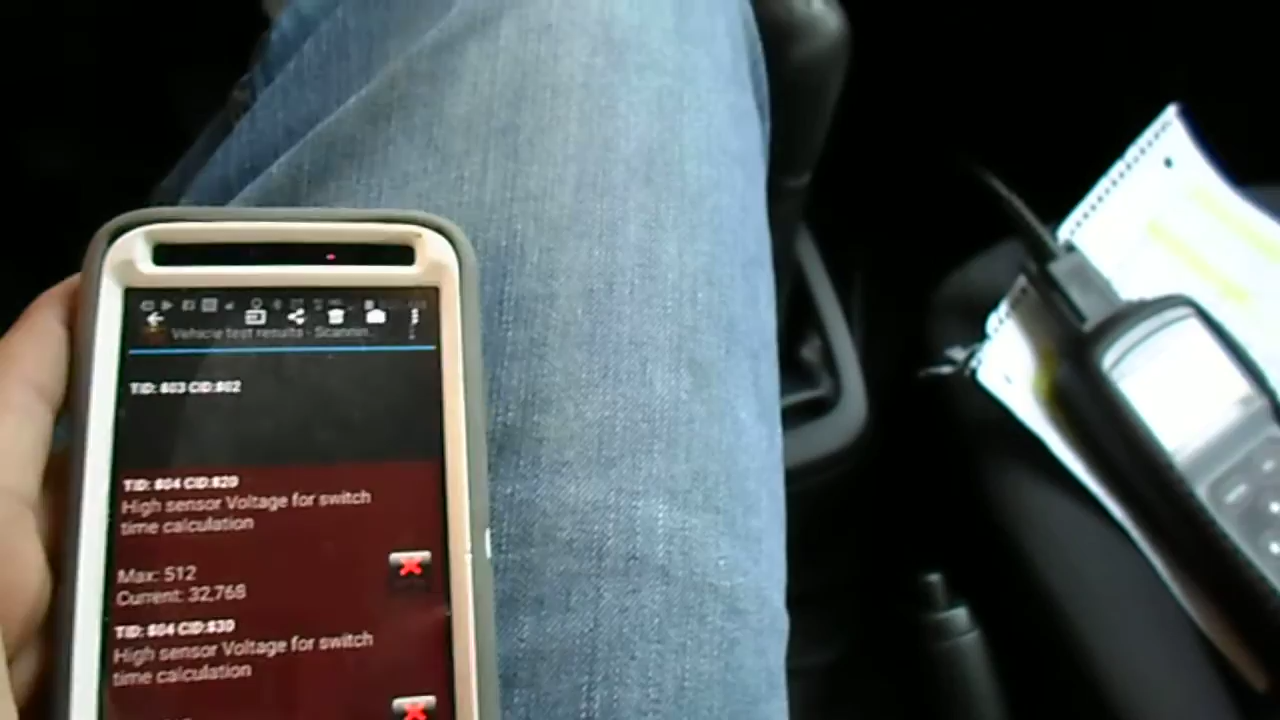 Vehicle test results - Scannin..
TID: $03 CID:$02
TID: $04 CID:$20
High sensor Voltage for switch
time calculation
Max: 512
Current: 32,768
TID: $04 CID:$30
High sensor Voltage for switch
time calculation